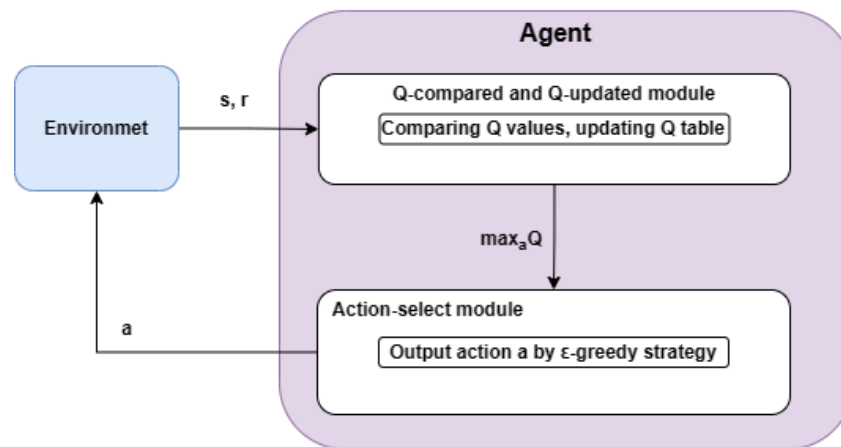 Agent
s, r
Q-compared and Q-updated module
Environmet
Comparing Q values, updating Q table
maxₐQ
Action-select module
a
Output action a by ε-greedy strategy